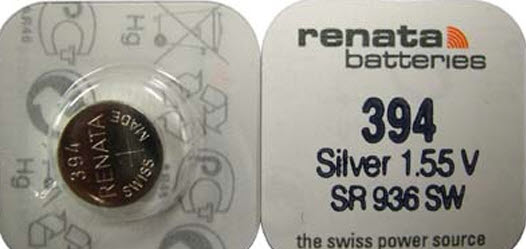 Hg
394
RENATA
SWISS
MADE
Hg
renata
batteries
394
Silver 1.55 V
SR 936 SW
the swiss power source